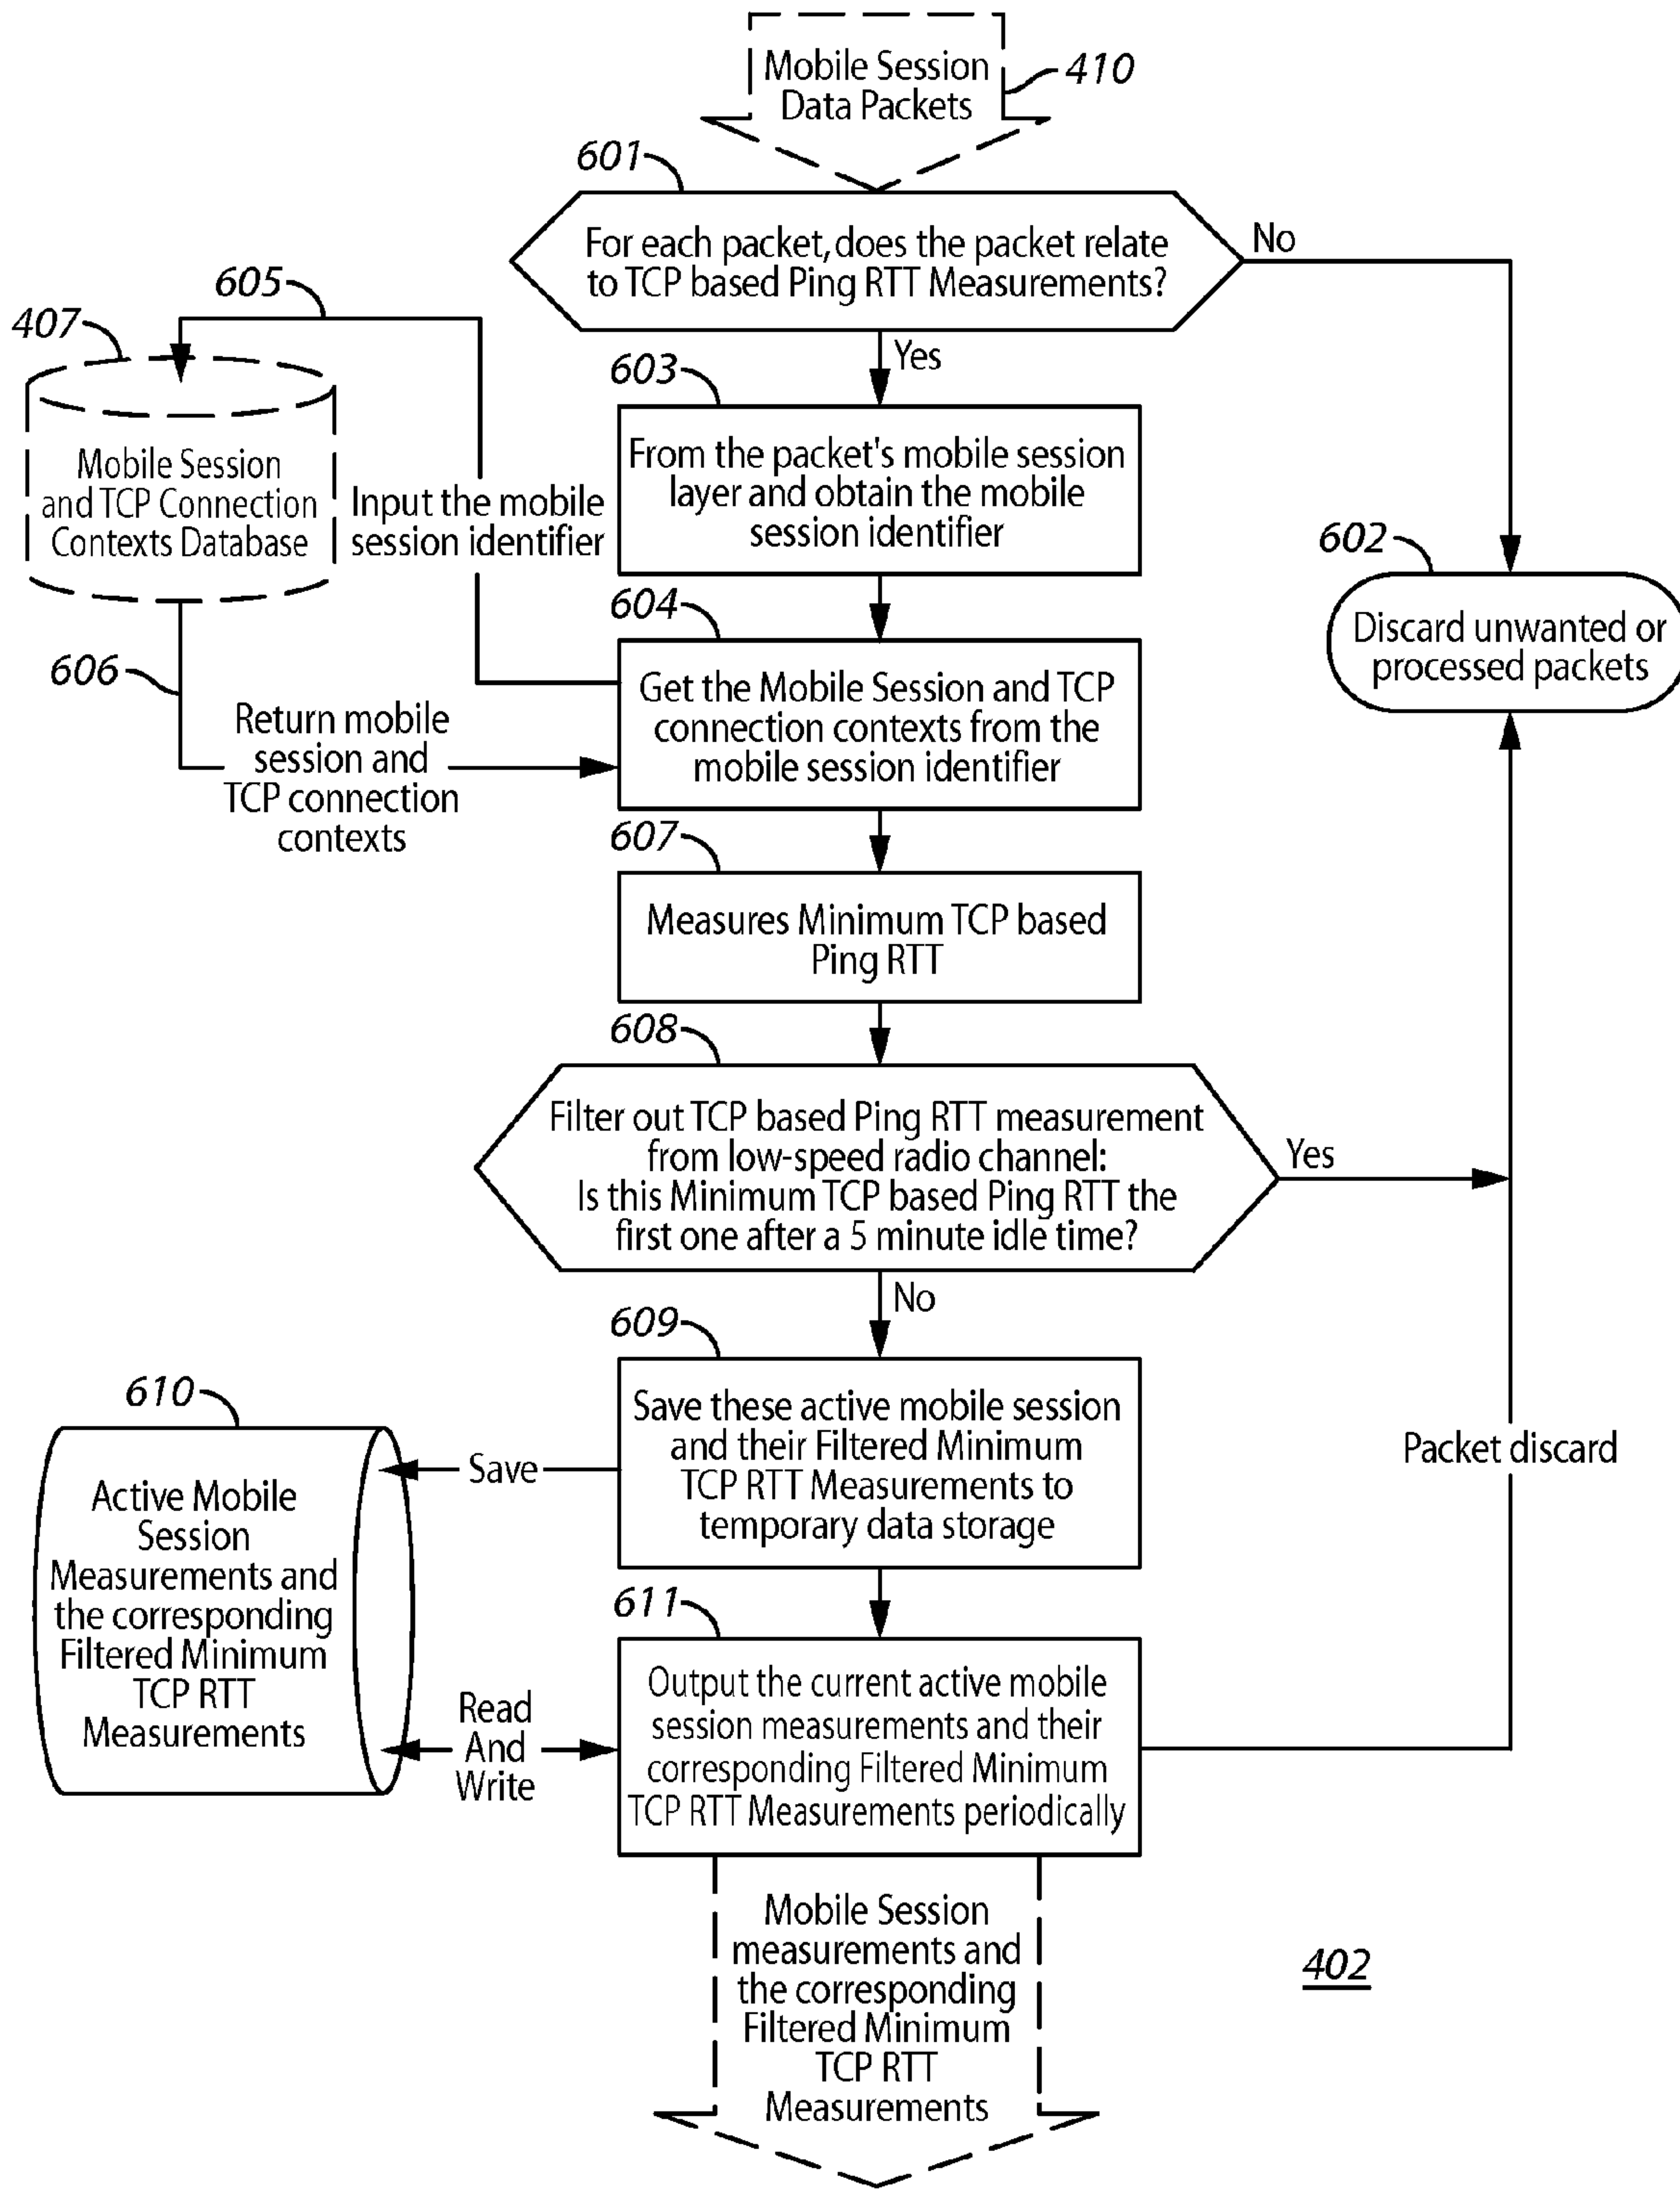 Mobile Session
Data Packets
410
601
For each packet, does the packet relate
to TCP based Ping RTT Measurements?
No
Yes
605
407
Mobile Session
and TCP Connection
Contexts Database
Input the mobile
session identifier
603
From the packet's mobile session
layer and obtain the mobile
session identifier
602
Discard unwanted or
processed packets
604
Get the Mobile Session and TCP
connection contexts from the
mobile session identifier
606
Return mobile
session and
TCP connection
contexts
607
Measures Minimum TCP based
Ping RTT
608
Filter out TCP based Ping RTT measurement
from low-speed radio channel:
Is this Minimum TCP based Ping RTT the
first one after a 5 minute idle time?
Yes
No
609
Save these active mobile session
and their Filtered Minimum
TCP RTT Measurements to
temporary data storage
Save
610
Active Mobile
Session
Measurements and
the corresponding
Filtered Minimum
TCP RTT
Measurements
Packet discard
611
Output the current active mobile
session measurements and their
corresponding Filtered Minimum
TCP RTT Measurements periodically
Read
And
Write
Mobile Session
measurements and
the corresponding
Filtered Minimum
TCP RTT
Measurements
402